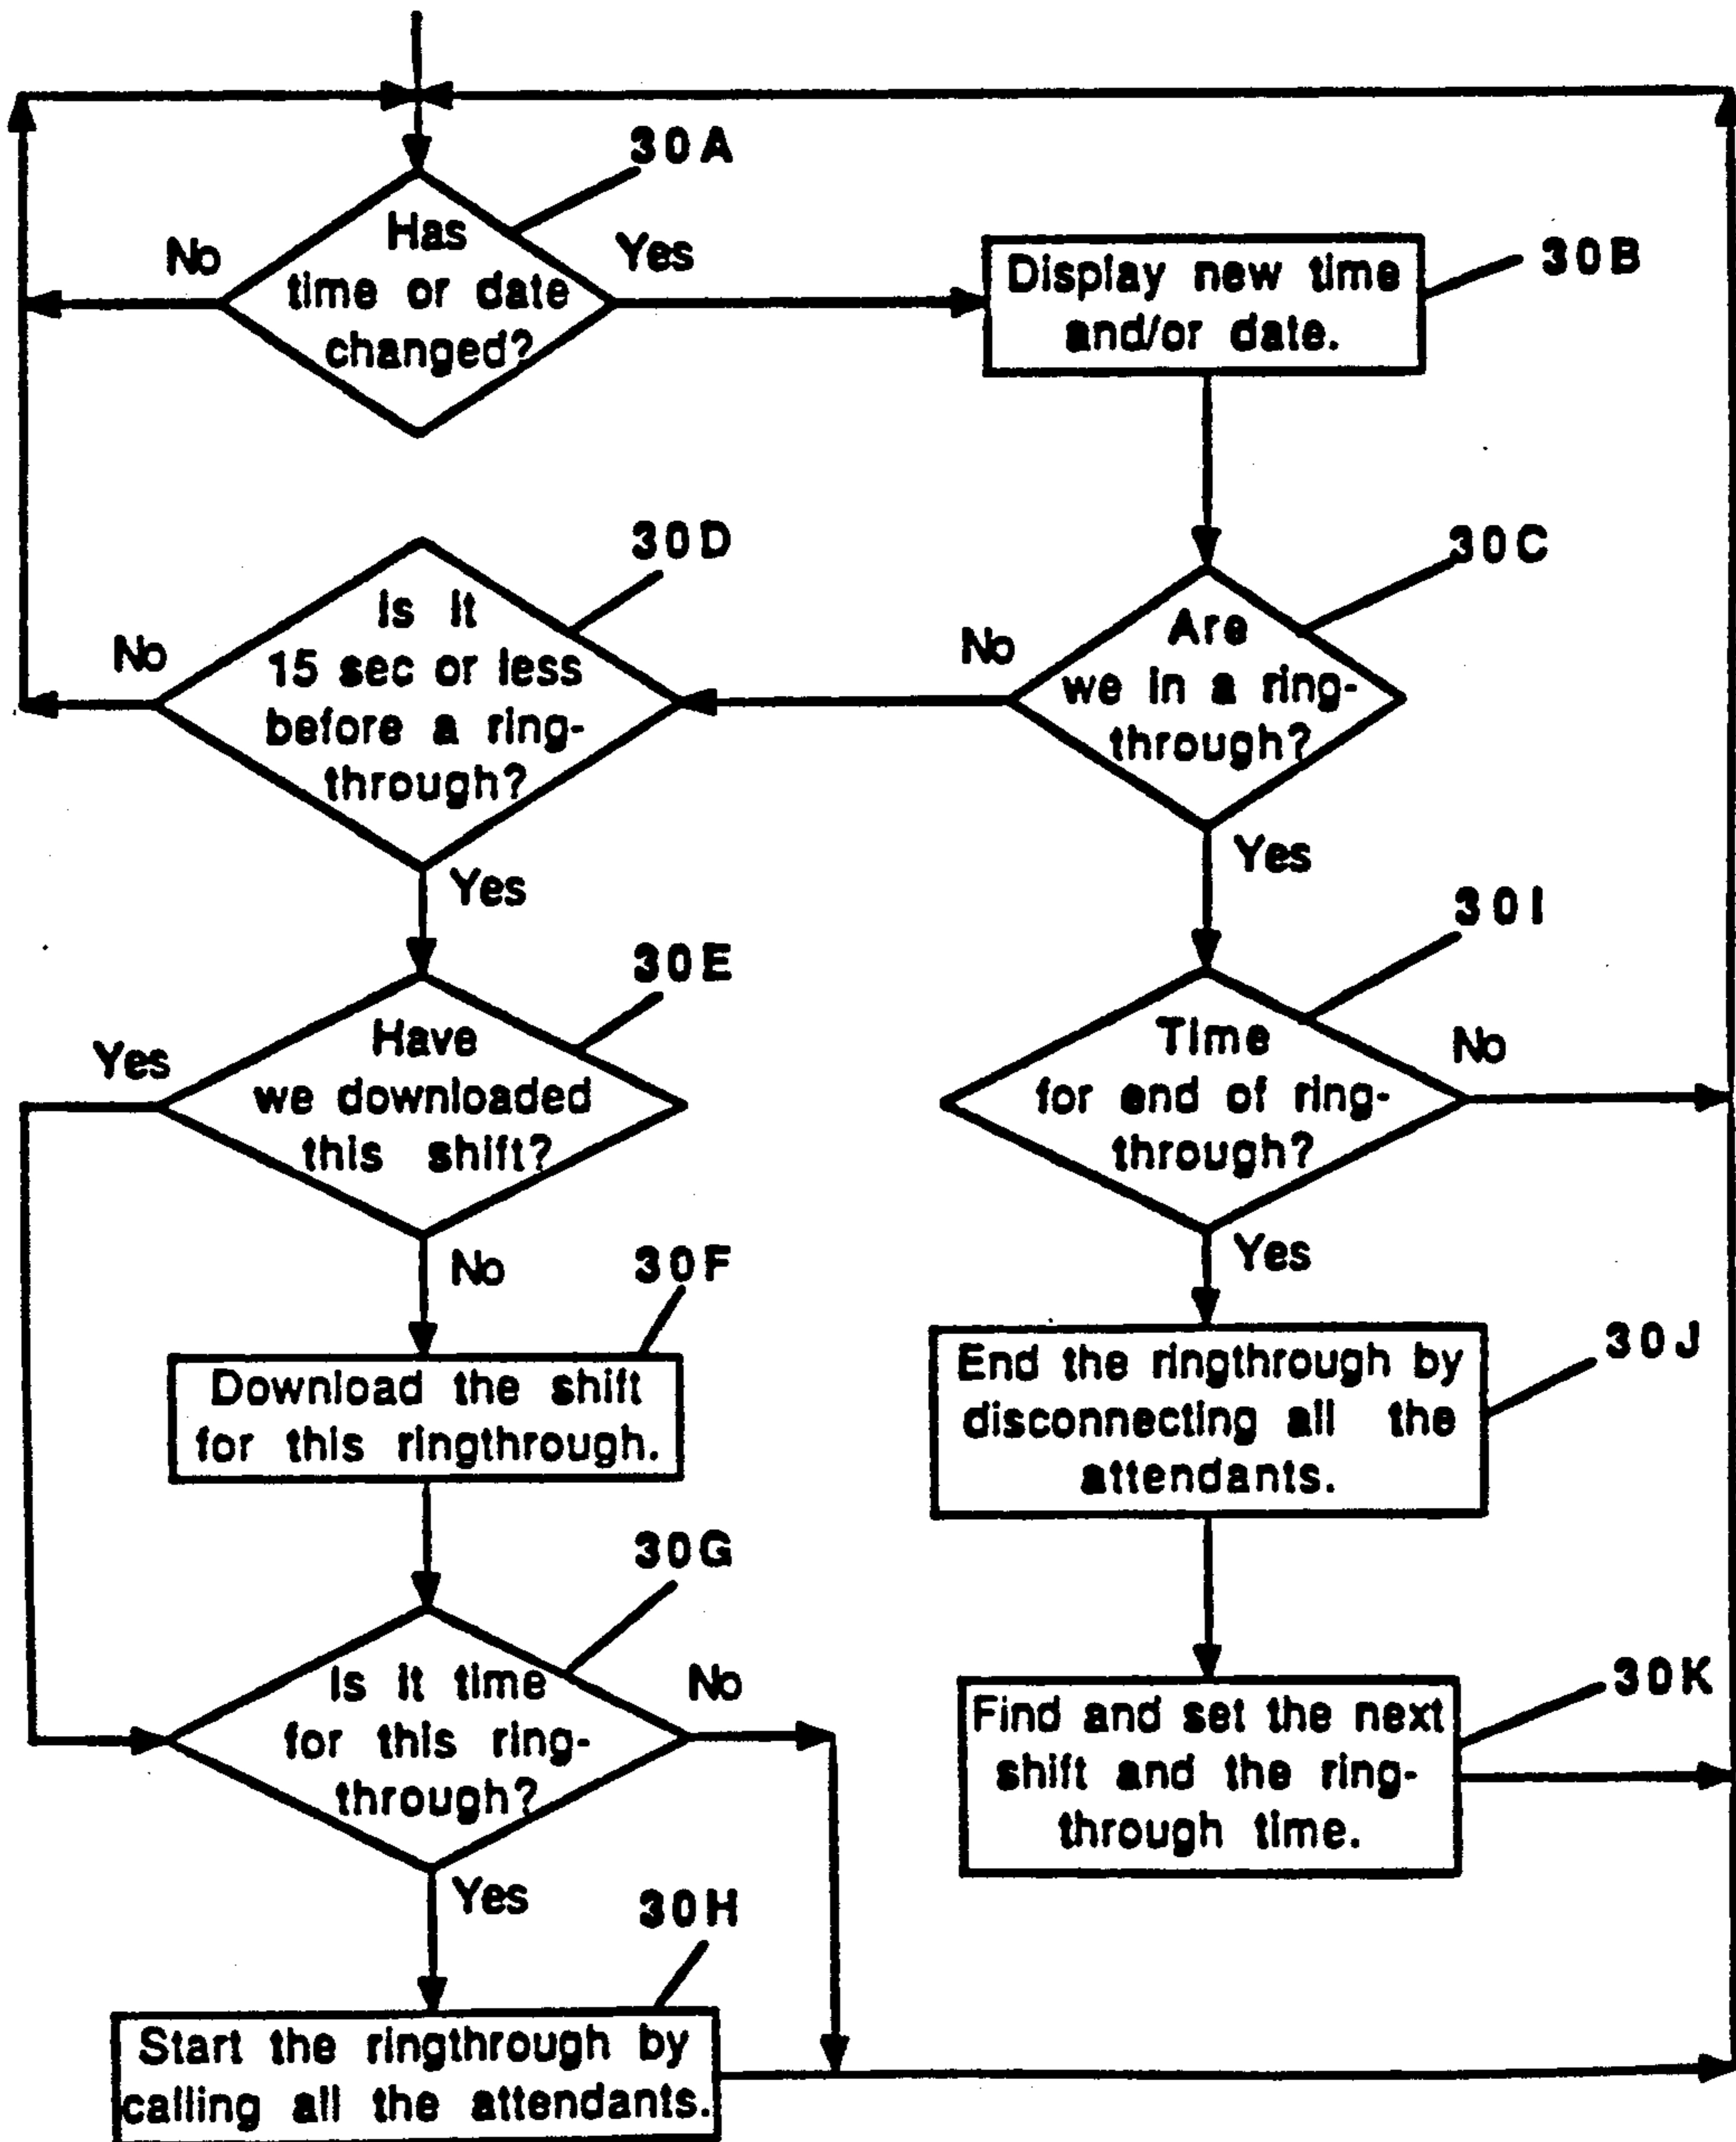 30A
Has
time or date
changed?
No
Yes
30B
Display new time
and/or date.
30C
Are
we in a ring-
through?
No
Yes
30D
Is it
15 sec or less
before a ring-
through?
No
Yes
30E
Have
we downloaded
this shift?
Yes
No
30F
Download the shift
for this ringthrough.
30G
Is it time
for this ring-
through?
No
Yes
30H
Start the ringthrough by
calling all the attendants.
30I
Time
for end of ring-
through?
No
Yes
30J
End the ringthrough by
disconnecting all the
attendants.
30K
Find and set the next
shift and the ring-
through time.